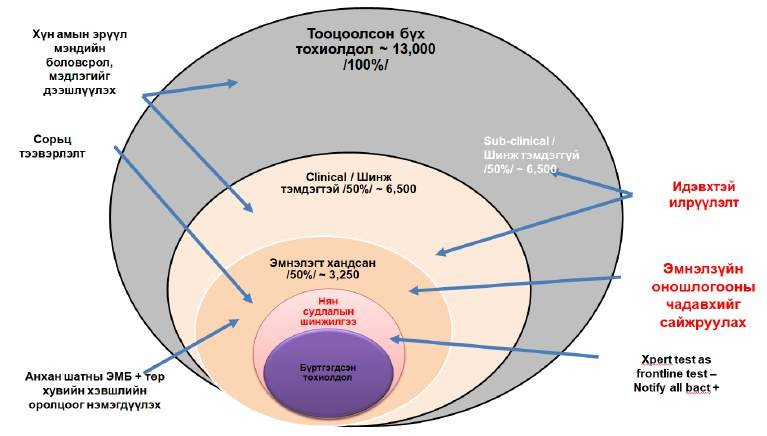 Хүн амын эрүүл
мэндийн
боловсрол,
мэдлэгийг
дээшлүүлэх
Сорьц
тээвэрлэлт
Анхан шатны ЭМБ + төр
хувийн хэвшлийн
оролцоог нэмэгдүүлэх
Тооцоолсон бүх
тохиолдол ~ 13,000
/100%/
Sub-clinical /
Шинж тэмдэггүй
/50%/ ~ 6,500
Clinical / Шинж
тэмдэгтэй /50%/ ~ 6,500
Эмнэлэгт хандсан
/50%/ ~ 3,250
Нян
судлалын
шинжилгээ
Бүртгэгдсэн
тохиолдол
Идэвхтэй
илрүүлэлт
Эмнэлзүйн
оношлогооны
чадавхийг
сайжруулах
Xpert test as
frontline test –
Notify all bact +